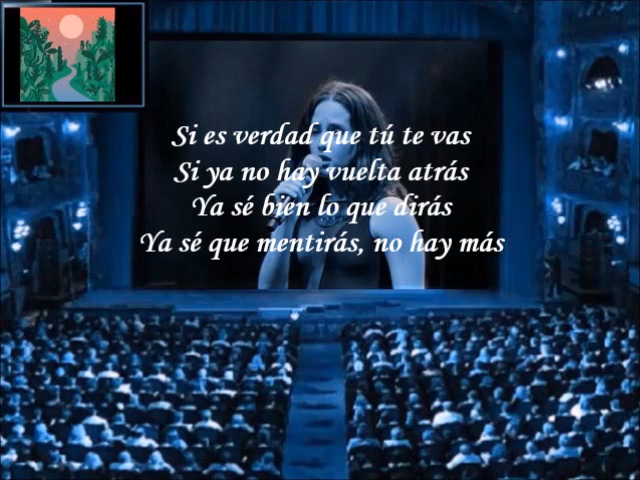 Si es verdad que tú te vas
Si ya no hay vuelta atrás
Ya sé bien lo que dirás
Ya sé que mentirás, no hay más